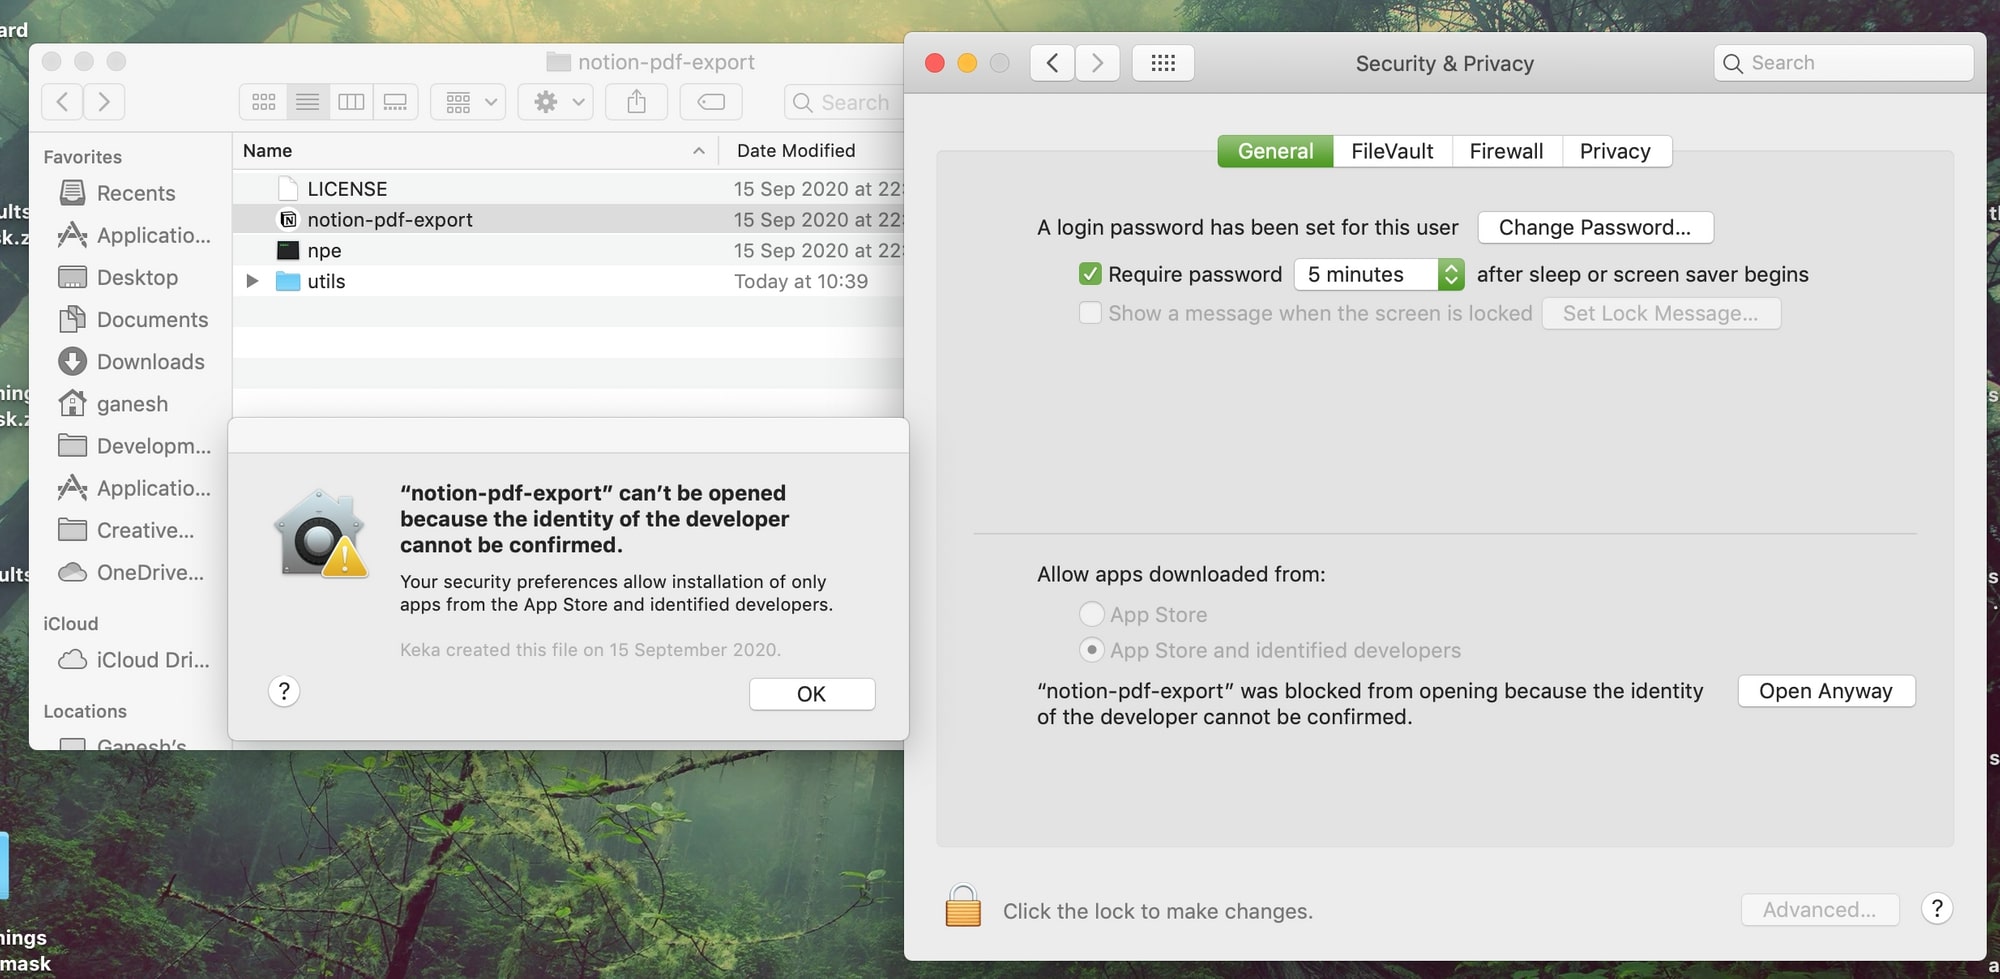 ard
ults
sk.z
ning
sk.z
ults
nings
mask
notion-pdf-export
Search
Favorites
Recents
Applicatio...
Desktop
Documents
Downloads
ganesh
Developm...
Applicatio...
Creative...
OneDrive...
iCloud
iCloud Dri...
Locations
Ganesh's
Name
Date Modified
LICENSE
15 Sep 2020 at 22:
notion-pdf-export
15 Sep 2020 at 22:
npe
15 Sep 2020 at 22:
utils
Today at 10:39
“notion-pdf-export” can’t be opened
because the identity of the developer
cannot be confirmed.
Your security preferences allow installation of only
apps from the App Store and identified developers.
Keka created this file on 15 September 2020.
?
OK
Security & Privacy
Search
General
FileVault
Firewall
Privacy
A login password has been set for this user
Change Password...
Require password
5 minutes
after sleep or screen saver begins
Show a message when the screen is locked
Set Lock Message...
Allow apps downloaded from:
App Store
App Store and identified developers
“notion-pdf-export” was blocked from opening because the identity
of the developer cannot be confirmed.
Open Anyway
Click the lock to make changes.
Advanced...
?